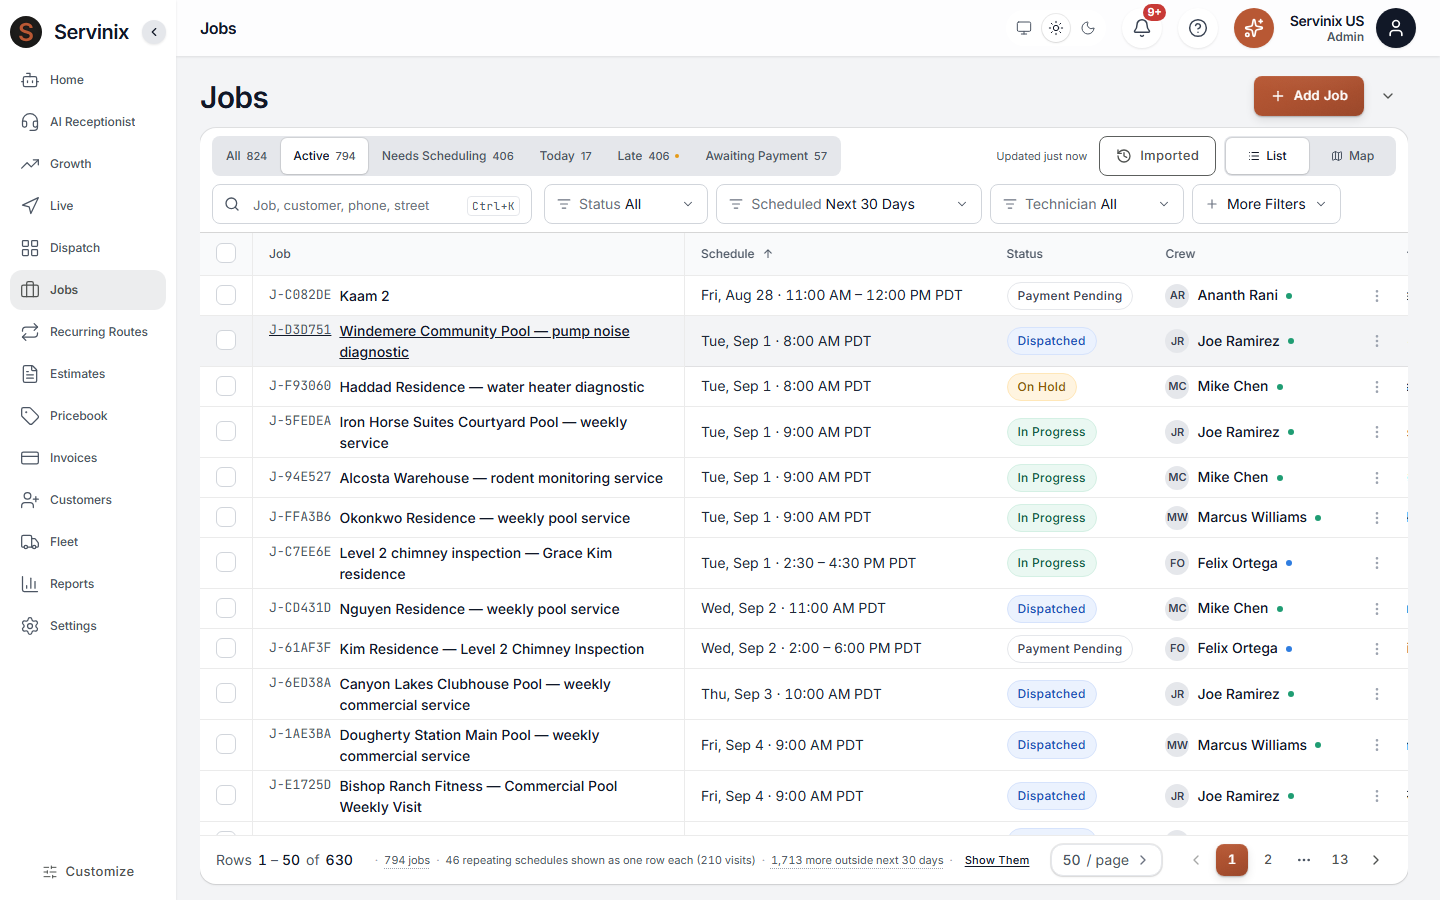 S Servinix
Home
AI Receptionist
Growth
Live
Dispatch
Jobs
Recurring Routes
Estimates
Pricebook
Invoices
Customers
Fleet
Reports
Settings
Customize
Jobs
9+
Servinix US
Admin
Jobs
Add Job
All 824 Active 794 Needs Scheduling 406 Today 17 Late 406 Awaiting Payment 57
Updated just now Imported List Map
Job, customer, phone, street Ctrl+K Status All Scheduled Next 30 Days Technician All More Filters
Job Schedule Status Crew
J-C082DE Kaam 2 Fri, Aug 28 · 11:00 AM – 12:00 PM PDT Payment Pending AR Ananth Rani
J-D3D751 Windemere Community Pool — pump noise
diagnostic Tue, Sep 1 · 8:00 AM PDT Dispatched JR Joe Ramirez
J-F93060 Haddad Residence — water heater diagnostic Tue, Sep 1 · 8:00 AM PDT On Hold MC Mike Chen
J-5FEDEA Iron Horse Suites Courtyard Pool — weekly
service Tue, Sep 1 · 9:00 AM PDT In Progress JR Joe Ramirez
J-94E527 Alcosta Warehouse — rodent monitoring service Tue, Sep 1 · 9:00 AM PDT In Progress MC Mike Chen
J-FFA3B6 Okonkwo Residence — weekly pool service Tue, Sep 1 · 9:00 AM PDT In Progress MW Marcus Williams
J-C7EE6E Level 2 chimney inspection — Grace Kim
residence Tue, Sep 1 · 2:30 – 4:30 PM PDT In Progress FO Felix Ortega
J-CD431D Nguyen Residence — weekly pool service Wed, Sep 2 · 11:00 AM PDT Dispatched MC Mike Chen
J-61AF3F Kim Residence — Level 2 Chimney Inspection Wed, Sep 2 · 2:00 – 6:00 PM PDT Payment Pending FO Felix Ortega
J-6ED38A Canyon Lakes Clubhouse Pool — weekly
commercial service Thu, Sep 3 · 10:00 AM PDT Dispatched JR Joe Ramirez
J-1AE3BA Dougherty Station Main Pool — weekly
commercial service Fri, Sep 4 · 9:00 AM PDT Dispatched MW Marcus Williams
J-E1725D Bishop Ranch Fitness — Commercial Pool
Weekly Visit Fri, Sep 4 · 9:00 AM PDT Dispatched JR Joe Ramirez
Rows 1 – 50 of 630 · 794 jobs · 46 repeating schedules shown as one row each (210 visits) · 1,713 more outside next 30 days · Show Them 50 / page 1 2 ••• 13